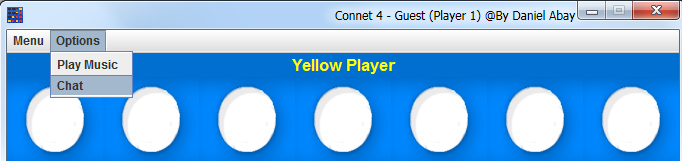 Connet 4 - Guest (Player 1) @By Daniel Abay
Menu Options
Yellow Player
Play Music
Chat